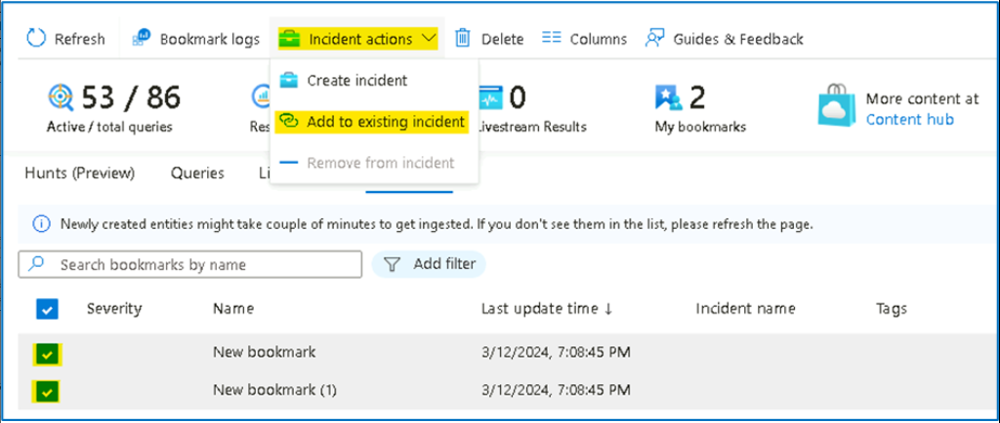 Refresh
Bookmark logs
Incident actions
Delete
Columns
Guides & Feedback
Create incident
Add to existing incident
Remove from incident
53 / 86
Active / total queries
0
Livestream Results
2
My bookmarks
More content at
Content hub
Hunts (Preview)
Queries
Newly created entities might take couple of minutes to get ingested. If you don't see them in the list, please refresh the page.
Search bookmarks by name
Add filter
Severity Name Last update time ↓ Incident name Tags
New bookmark 3/12/2024, 7:08:45 PM
New bookmark (1) 3/12/2024, 7:08:45 PM